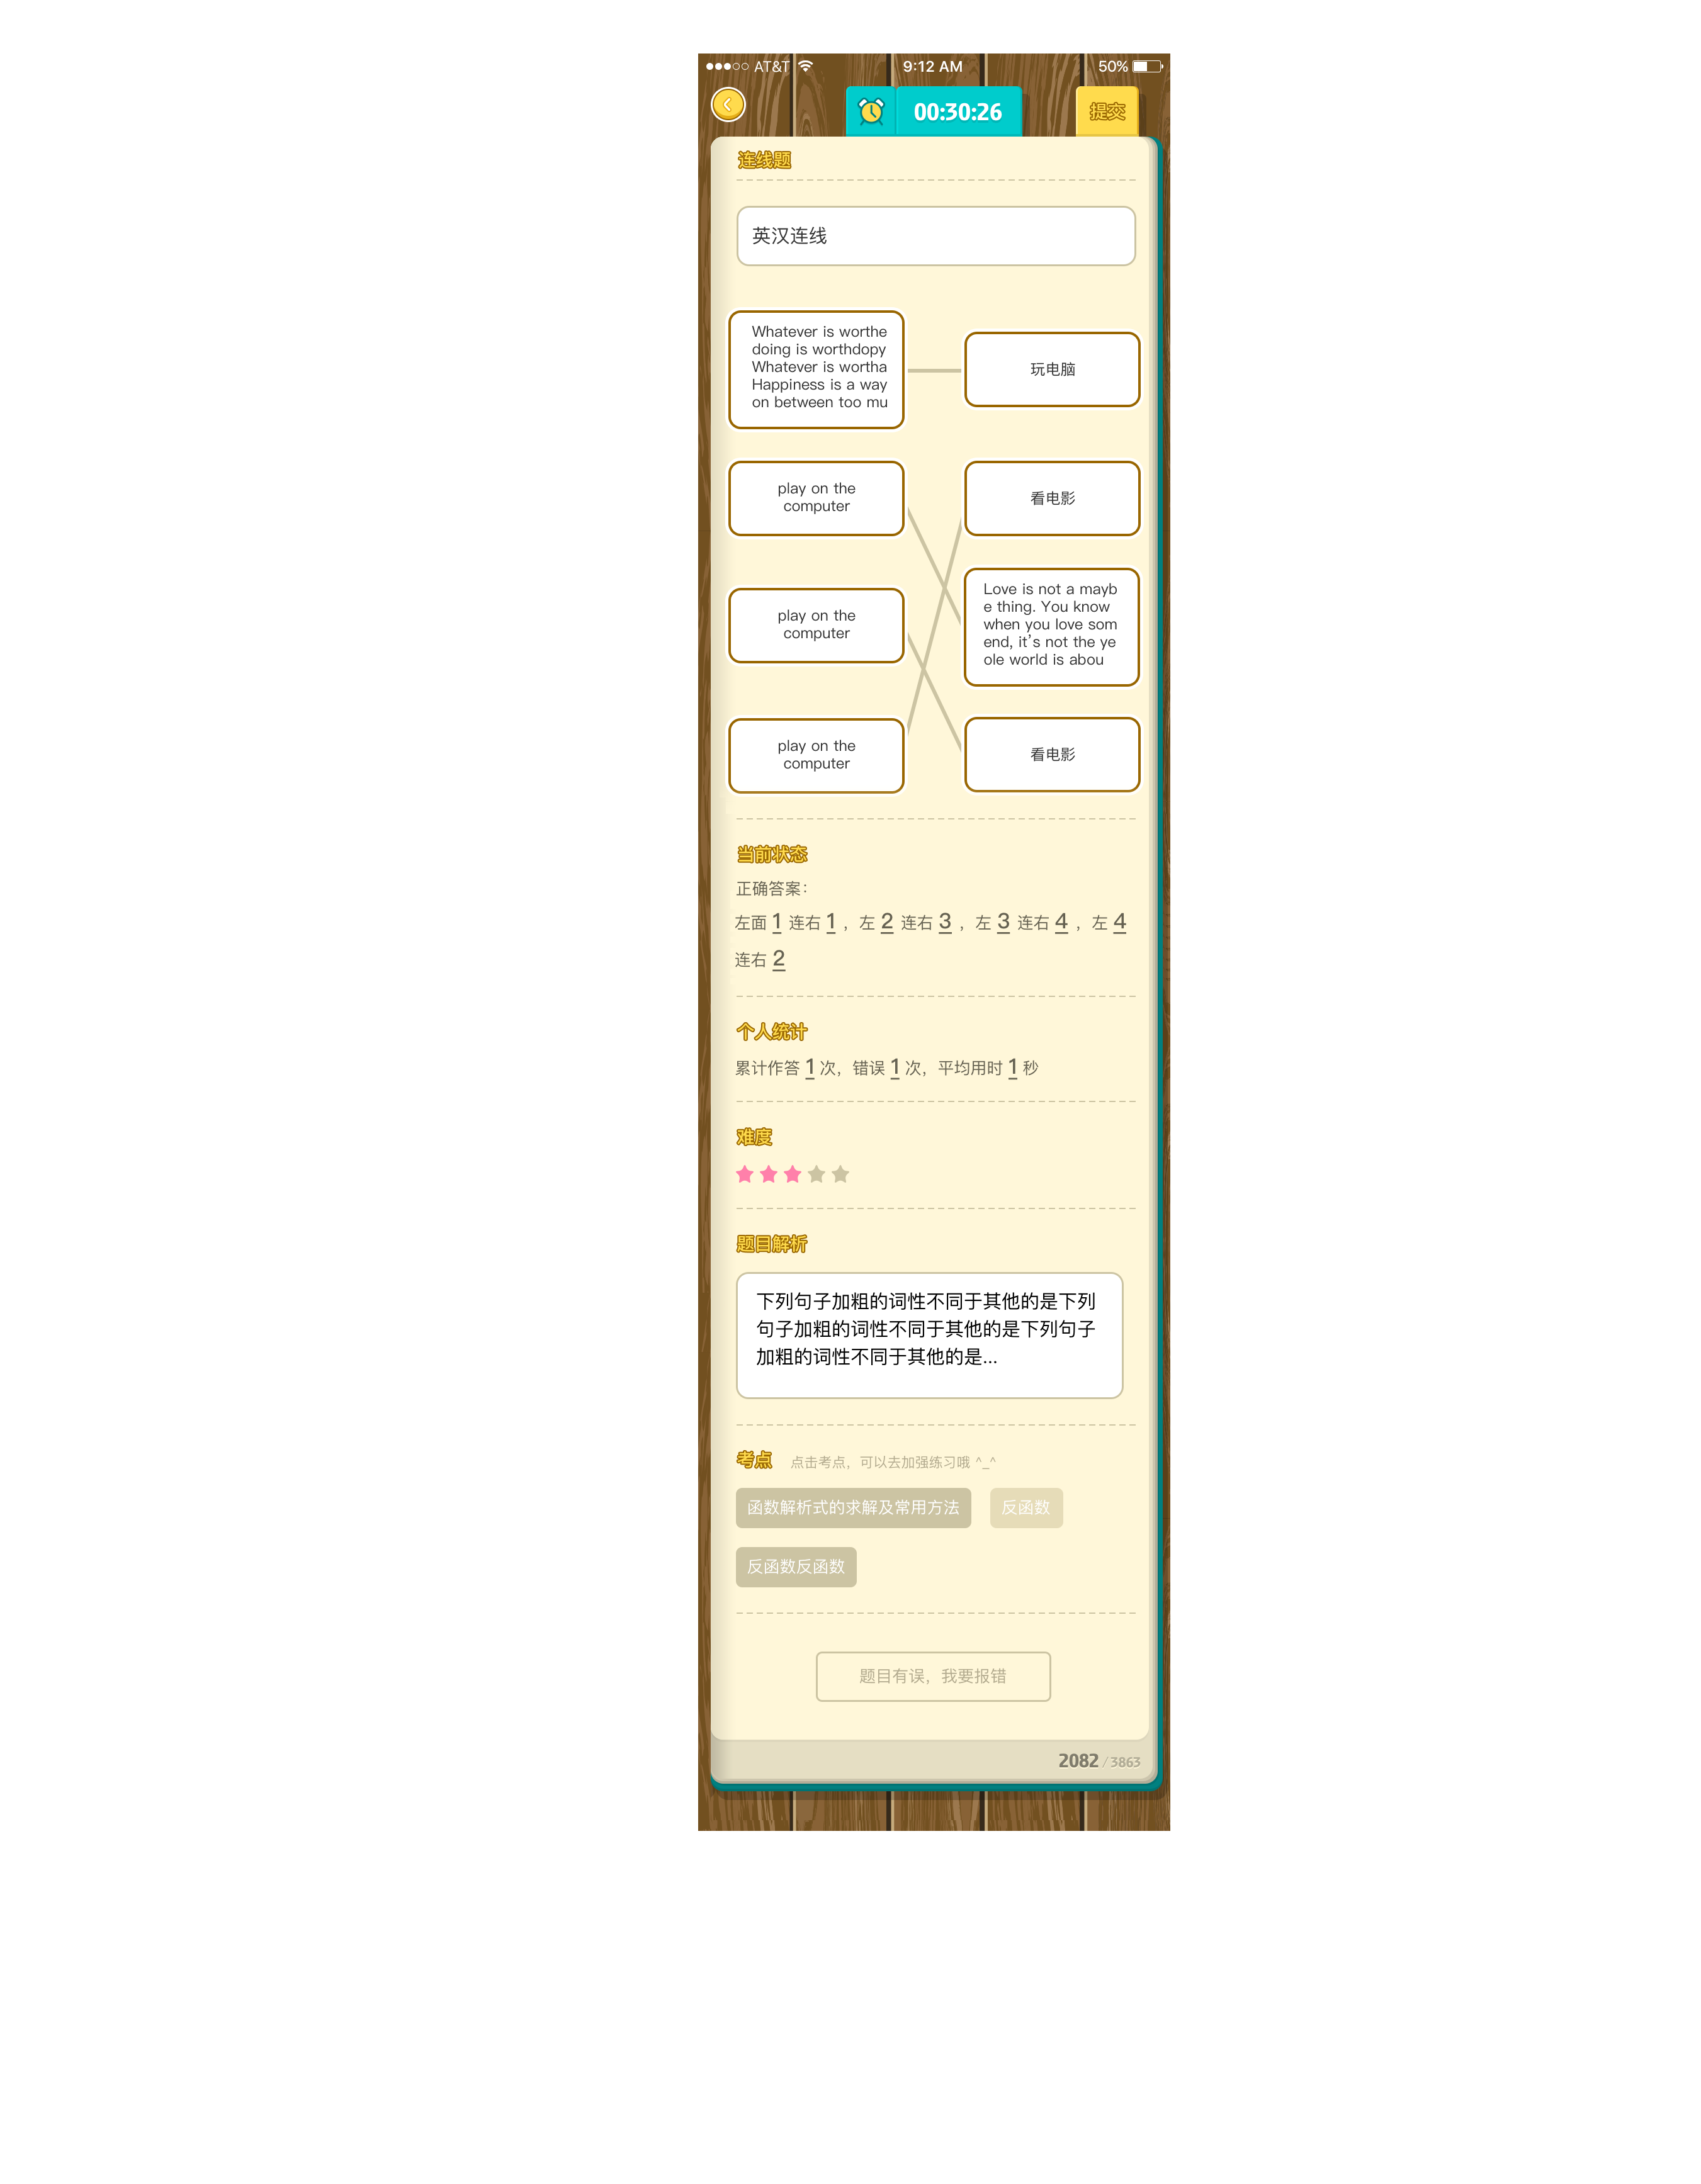 AT&T 9:12 AM 50%
00:30:26 提交
连线题
英汉连线
Whatever is worthe
doing is worthdopy
Whatever is wortha
Happiness is a way
on between too mu
玩电脑
play on the
computer
看电影
play on the
computer
Love is not a mayb
e thing. You know
when you love som
end, it's not the ye
ole world is abou
play on the
computer
看电影
当前状态
正确答案：
左面 1 连右 1 ，左 2 连右 3 ，左 3 连右 4 ，左 4
连右 2
个人统计
累计作答 1 次，错误 1 次，平均用时 1 秒
难度
题目解析
下列句子加粗的词性不同于其他的是下列
句子加粗的词性不同于其他的是下列句子
加粗的词性不同于其他的是...
考点 点击考点，可以去加强练习哦 ^_^
函数解析式的求解及常用方法 反函数
反函数反函数
题目有误，我要报错
2082 / 3863